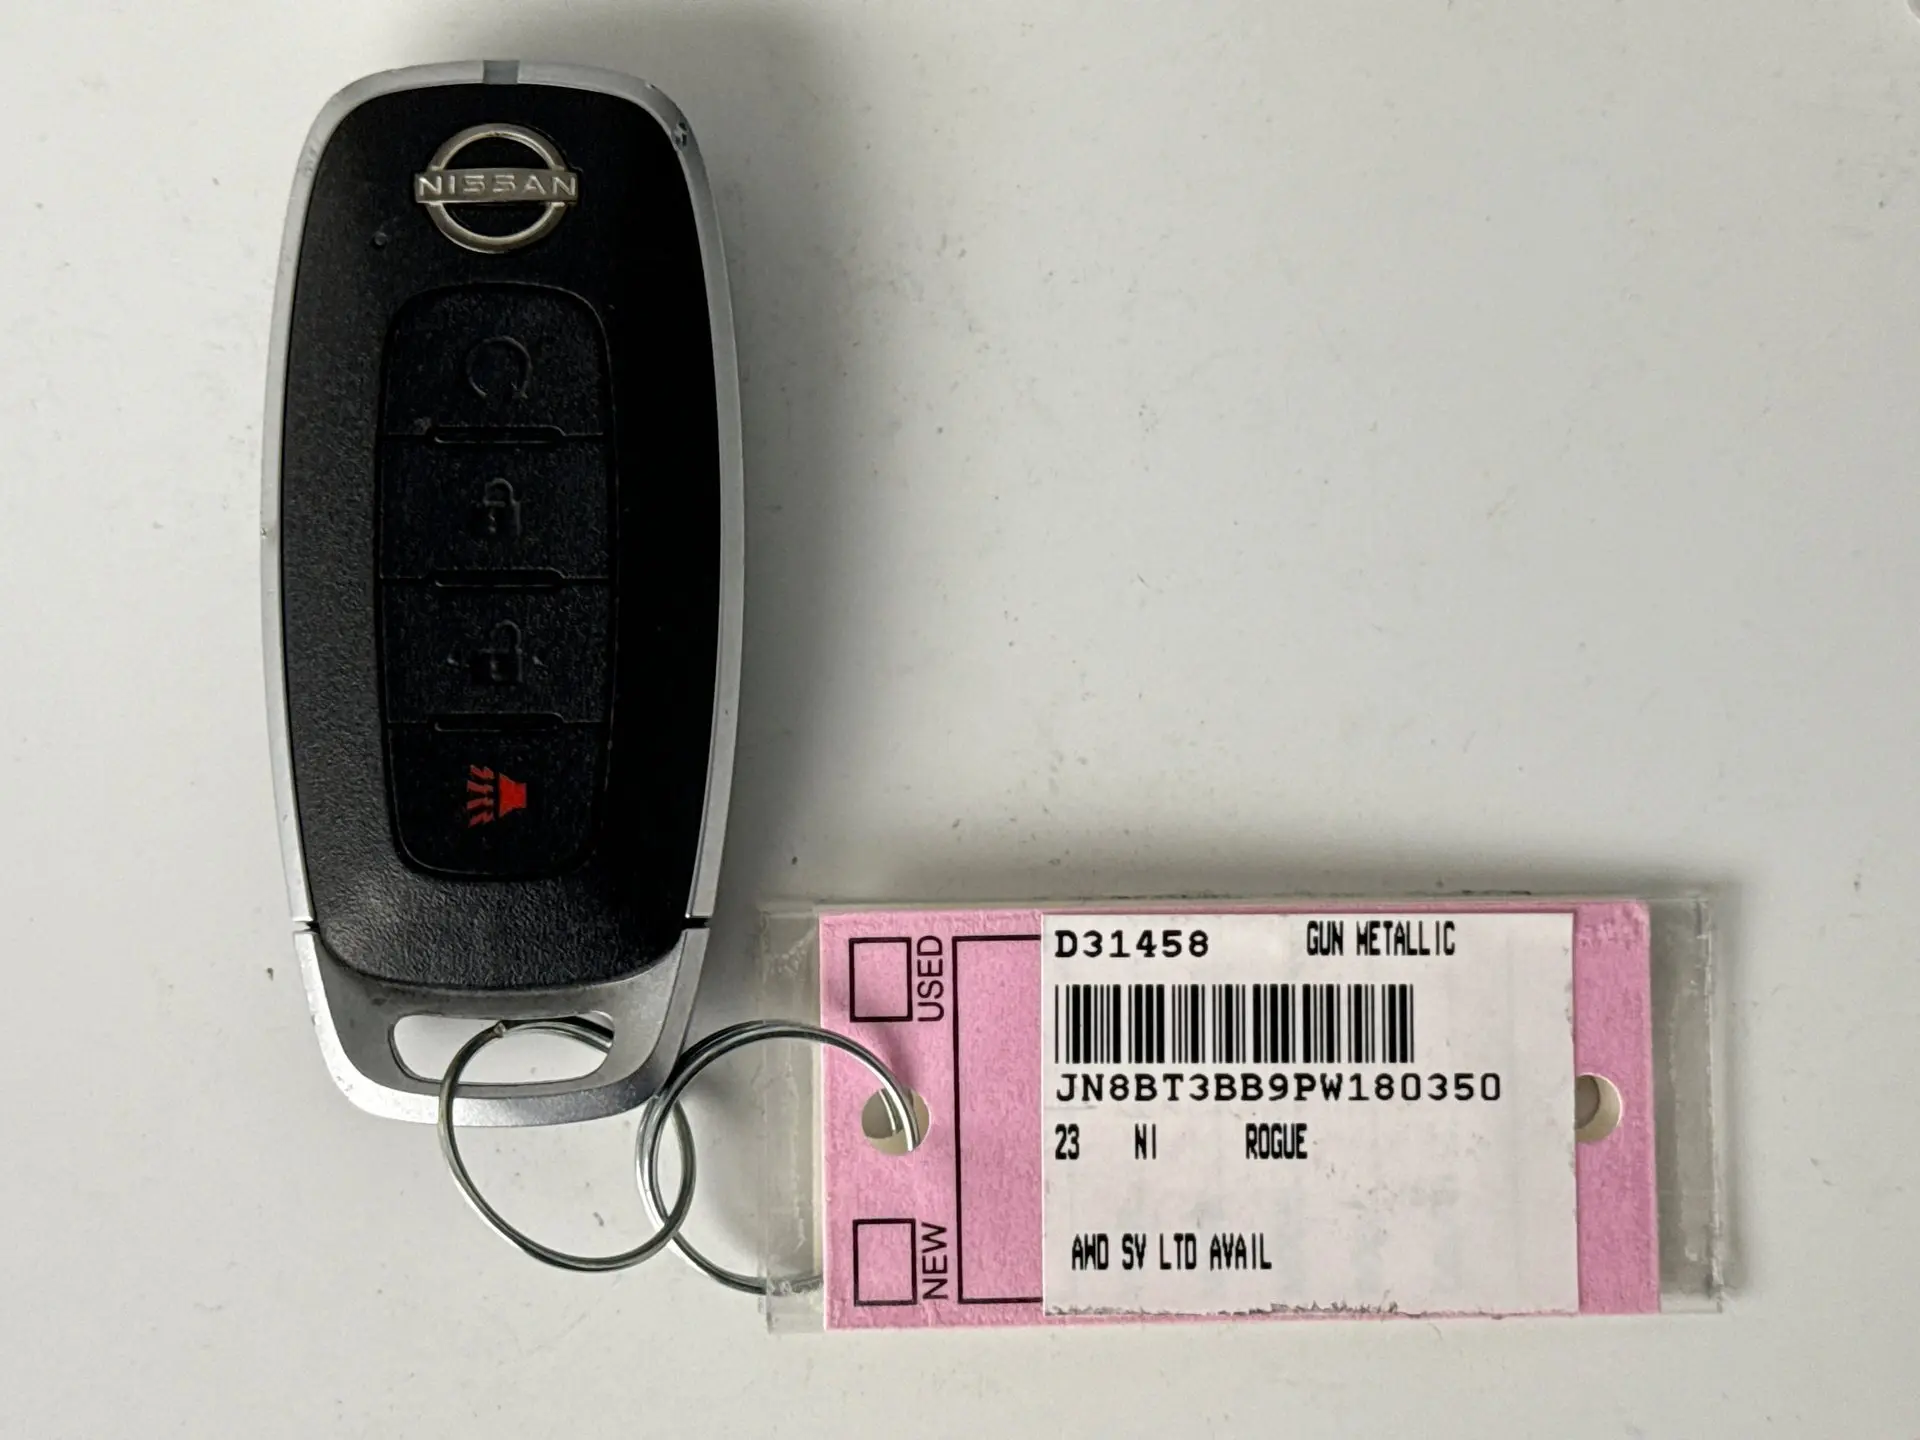 NISSAN
USED
NEW
D31458 GUN METALLIC
JN8BT3BB9PW180350
23 NI ROGUE
AWD SV LTD AVAIL